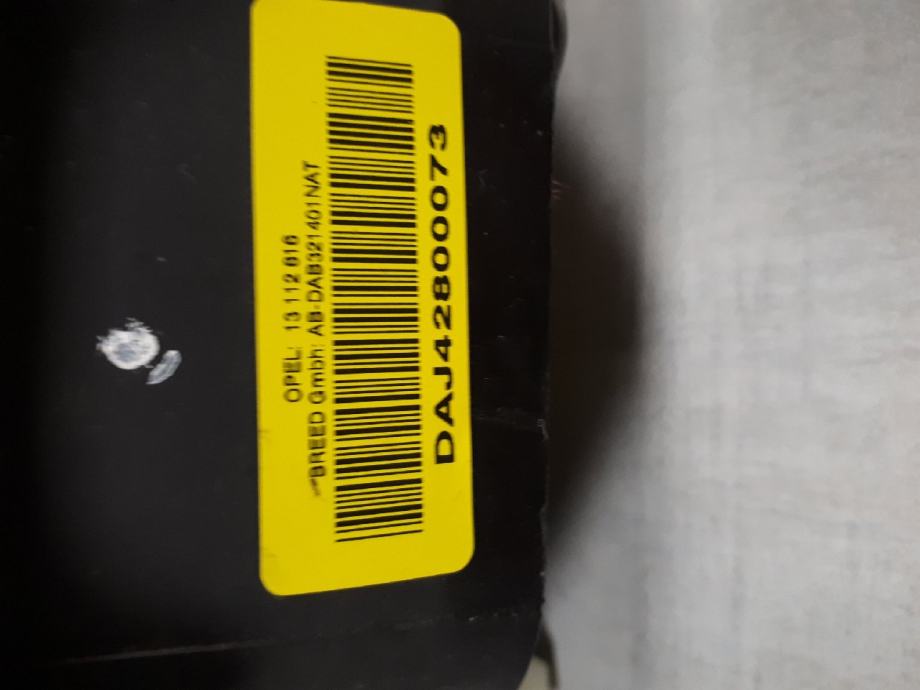 OPEL: 13 112 816
BREED Gmbh: AB-DAB321401NAT
DAJ42800073